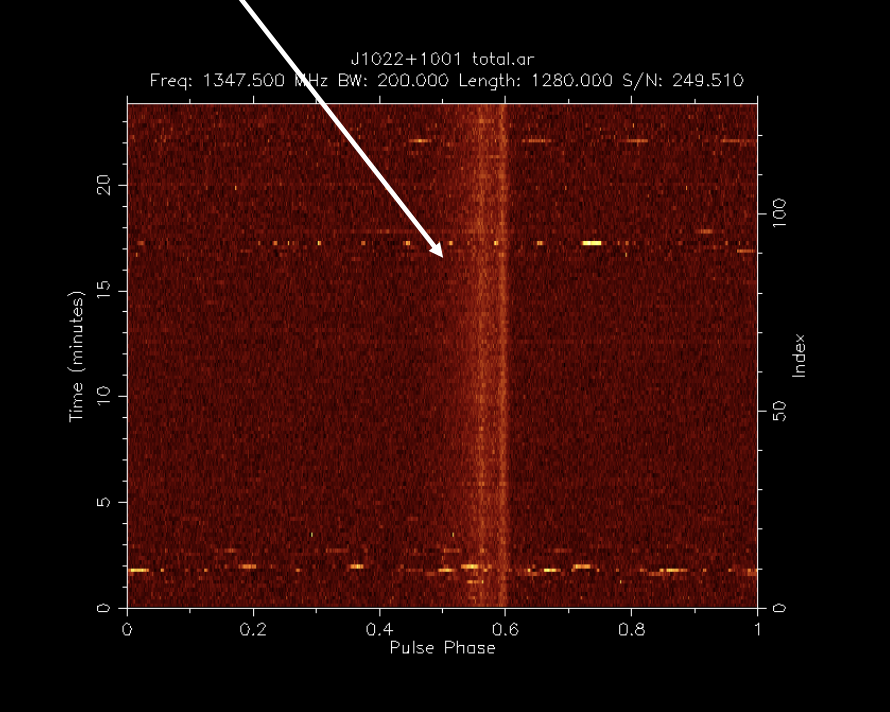 J1022+1001 total.ar
Freq: 1347.500 MHz BW: 200.000 Length: 1280.000 S/N: 249.510
20
15
10
5
0
Time (minutes)
100
50
0
Index
0 0.2 0.4 0.6 0.8 1
Pulse Phase